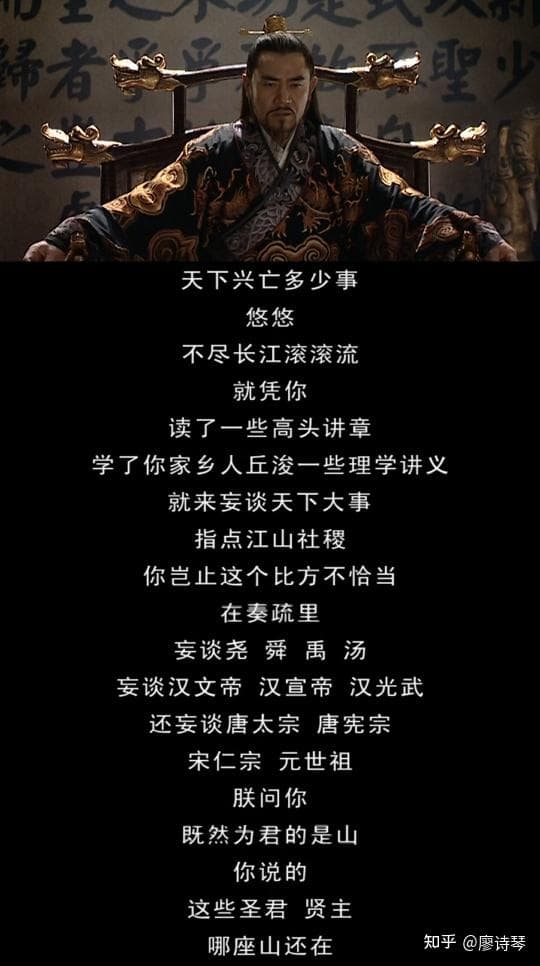 天下兴亡多少事
悠悠
不尽长江滚滚流
就凭你
读了一些高头讲章
学了你家乡人丘浚一些理学讲义
就来妄谈天下大事
指点江山社稷
你岂止这个比方不恰当
在奏疏里
妄谈尧 舜 禹 汤
妄谈汉文帝 汉宣帝 汉光武
还妄谈唐太宗 唐宪宗
宋仁宗 元世祖
朕问你
既然为君的是山
你说的
这些圣君 贤主
哪座山还在
知乎 @廖诗琴